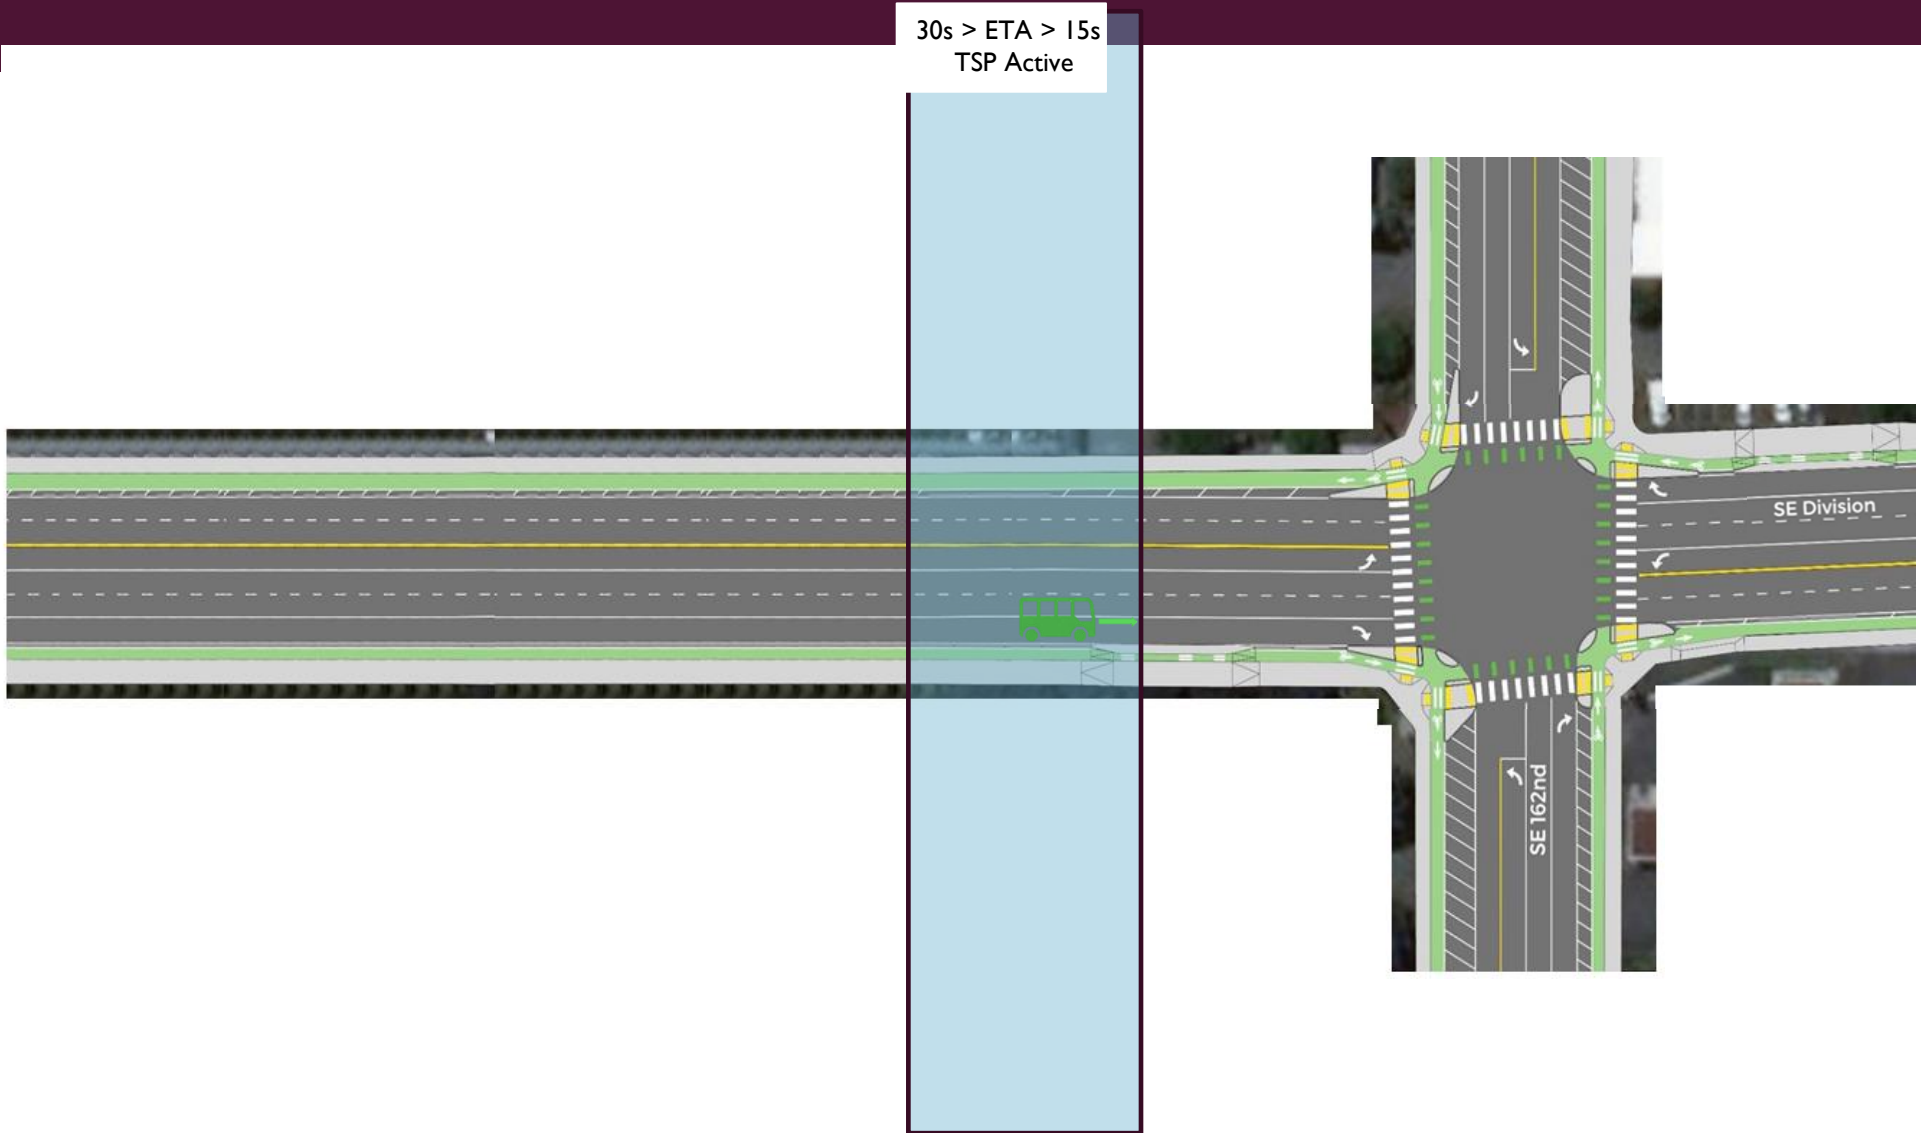 30s > ETA > 15s
TSP Active
SE Division
SE 162nd